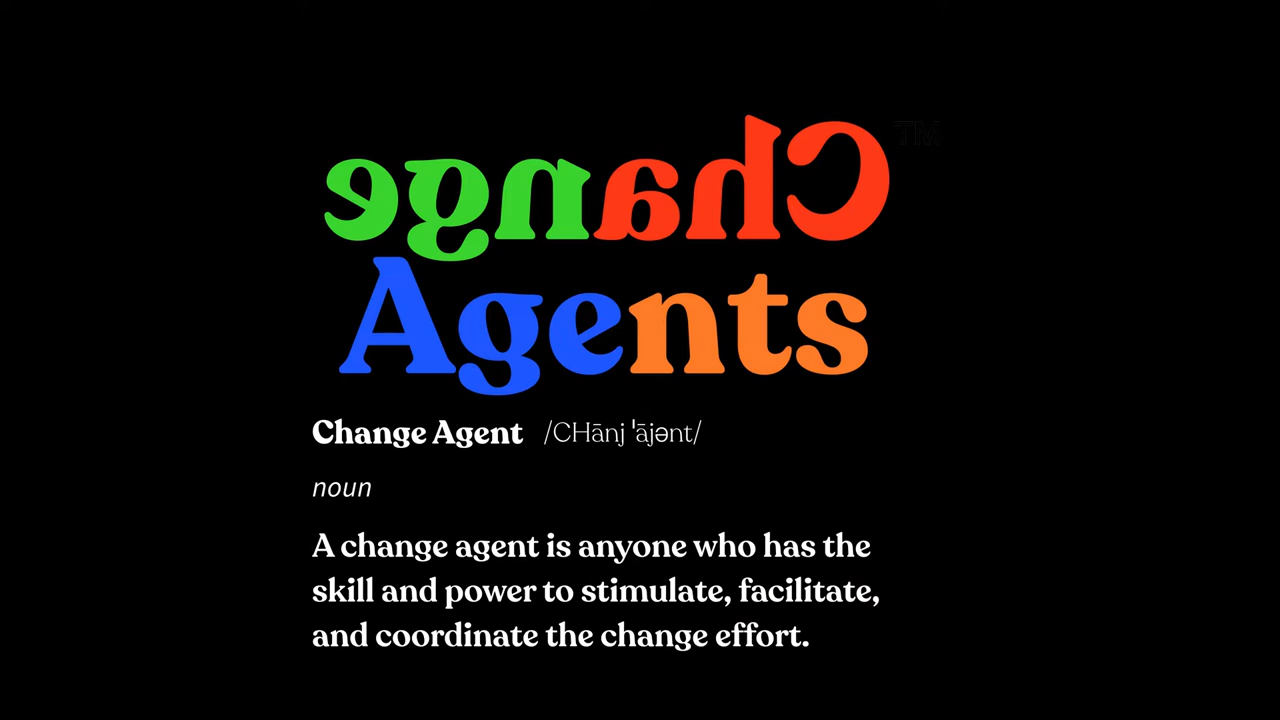 Change™
Agents
Change Agent /CHānj ˈājənt/
noun
A change agent is anyone who has the
skill and power to stimulate, facilitate,
and coordinate the change effort.